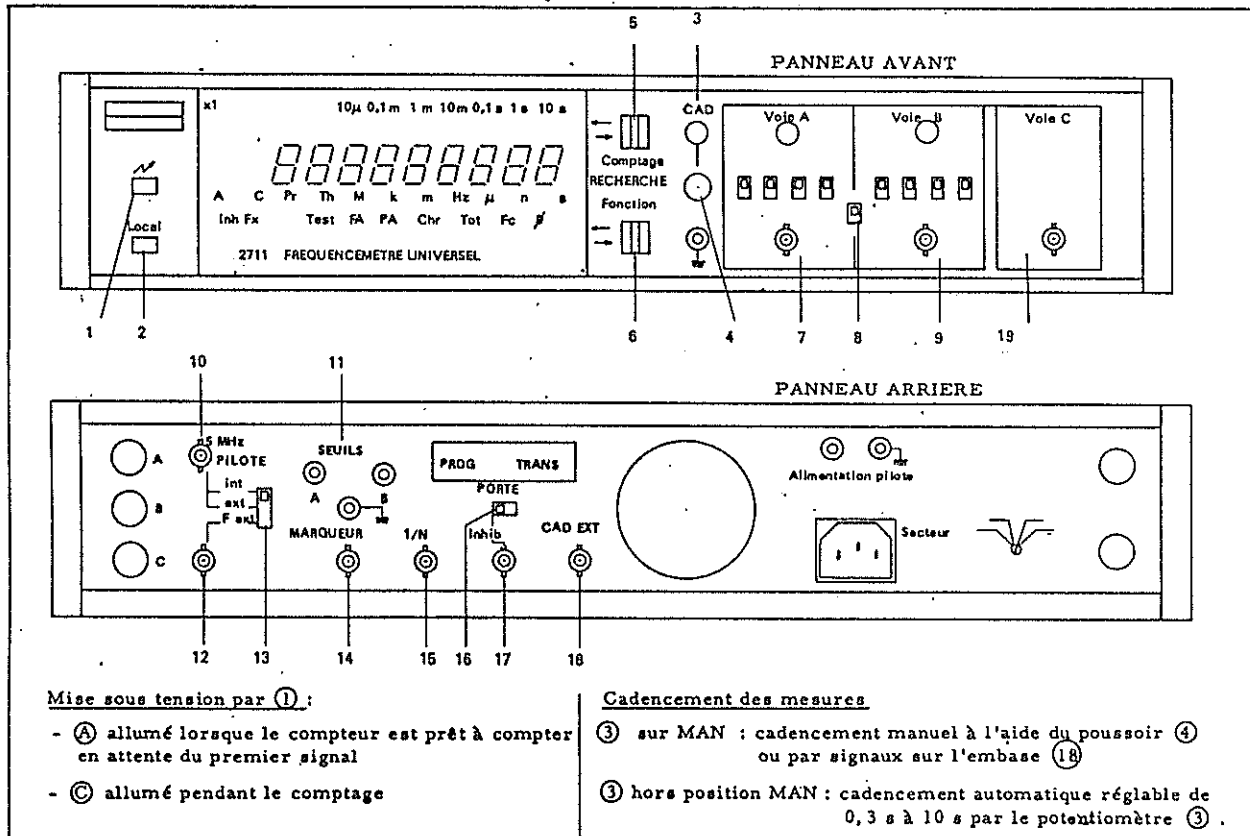 5 3
PANNEAU AVANT
x1 10µ 0,1m 1m 10m 0,1s 1s 10s
CAD Voie A Voie B Voie C
Comptage
RECHERCHE
A C Pr Th M k m Hz µ n s
Fonction
Inh Fx Test FA PA Chr Tot Fc
Local
2711 FREQUENCEMETRE UNIVERSEL
1 2 6 4 7 8 9 19
10 11
PANNEAU ARRIERE
A 5 MHz SEUILS
PILOTE PROG TRANS
Alimentation pilote
int A B PORTE
B ext
F ext MARQUEUR 1/N Inhib CAD EXT Secteur
C
12 13 14 15 16 17 18
Mise sous tension par ① :
- Ⓐ allumé lorsque le compteur est prêt à compter
en attente du premier signal
- Ⓒ allumé pendant le comptage
Cadencement des mesures
③ sur MAN : cadencement manuel à l'aide du poussoir ④
ou par signaux sur l'embase ⑱
③ hors position MAN : cadencement automatique réglable de
0,3 s à 10 s par le potentiomètre ③ .